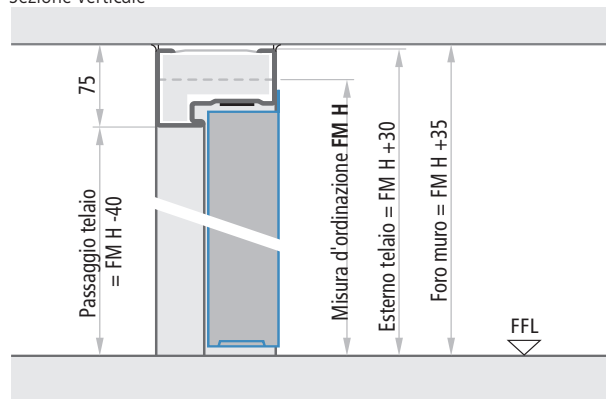 Sezione verticale
75
Passaggio telaio
= FM H -40
Misura d'ordinazione FM H
Esterno telaio = FM H +30
Foro muro = FM H +35
FFL